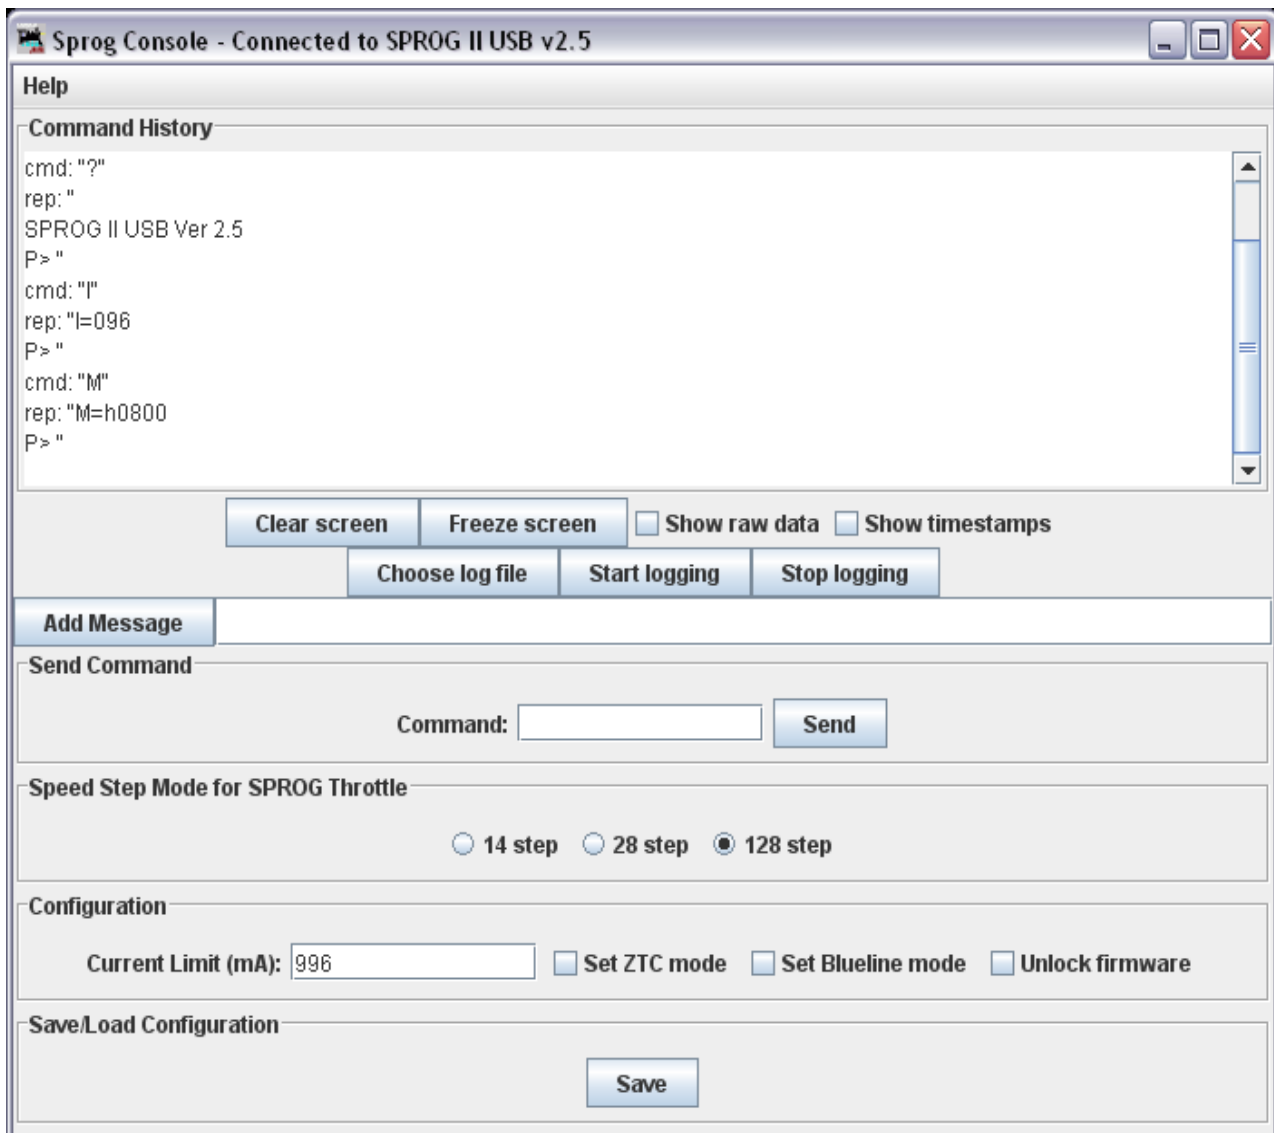 Sprog Console - Connected to SPROG II USB v2.5
Help
Command History
cmd: "?"
rep: "
SPROG II USB Ver 2.5
P> "
cmd: "I"
rep: "I=096
P> "
cmd: "M"
rep: "M=h0800
P> "
Clear screen Freeze screen Show raw data Show timestamps
Choose log file Start logging Stop logging
Add Message
Send Command
Command: Send
Speed Step Mode for SPROG Throttle
14 step 28 step 128 step
Configuration
Current Limit (mA): 996 Set ZTC mode Set Blueline mode Unlock firmware
Save/Load Configuration
Save